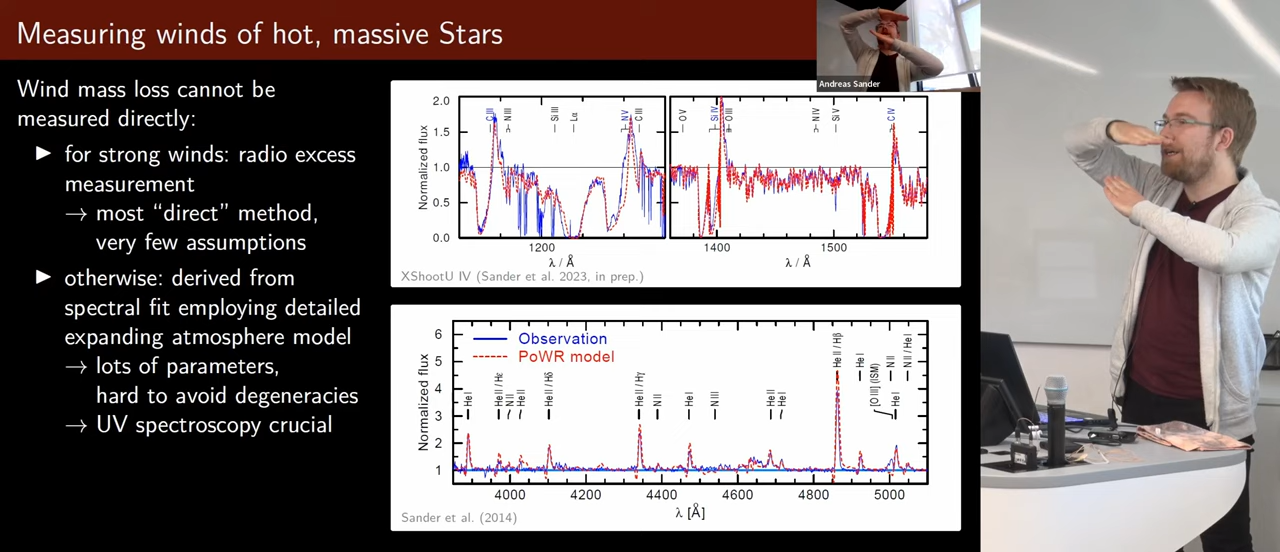 Measuring winds of hot, massive Stars
Andreas Sander
Wind mass loss cannot be
measured directly:
▶ for strong winds: radio excess
measurement
→ most “direct” method,
very few assumptions
▶ otherwise: derived from
spectral fit employing detailed
expanding atmosphere model
→ lots of parameters,
hard to avoid degeneracies
→ UV spectroscopy crucial
Normalized flux
2.0
1.5
1.0
0.5
0.0
C III
N III
Si III
Lα
N V
C III
1200
λ / Å
O V
Si IV
O III
N IV
Si V
C IV
1400
1500
λ / Å
XShootU IV (Sander et al. 2023, in prep.)
Normalized flux
6
5
4
3
2
1
Observation
PoWR model
He I
He II / Hε
N II
He II
He II / Hδ
He II / Hγ
N II
He I
N III
He II
He I
He II / Hβ
He I
[O III] (ISM)
N II
He I
N II / He I
4000
4200
4400
4600
4800
5000
λ [Å]
Sander et al. (2014)